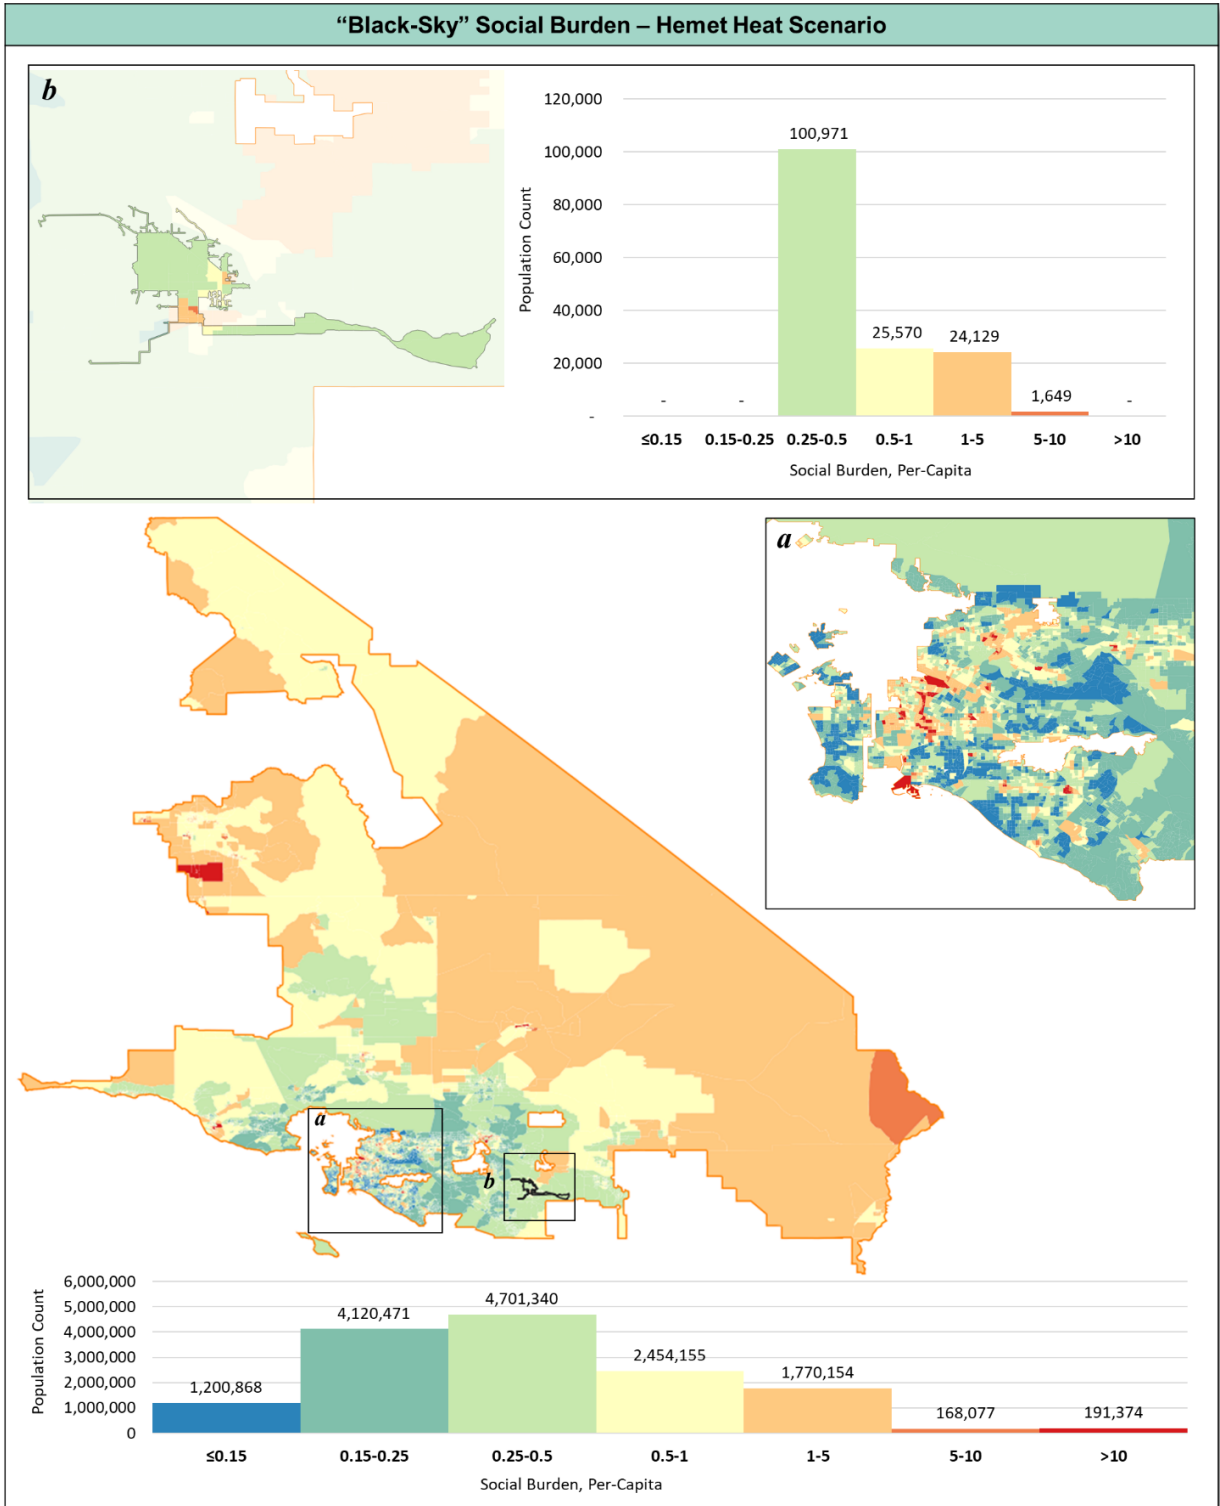 “Black-Sky” Social Burden – Hemet Heat Scenario
b
120,000
100,000
80,000
60,000
40,000
20,000
-
Population Count
-
-
100,971
25,570
24,129
1,649
-
≤0.15 0.15-0.25 0.25-0.5 0.5-1 1-5 5-10 >10
Social Burden, Per-Capita
a
a
b
6,000,000
5,000,000
4,000,000
3,000,000
2,000,000
1,000,000
0
Population Count
1,200,868
4,120,471
4,701,340
2,454,155
1,770,154
168,077
191,374
≤0.15 0.15-0.25 0.25-0.5 0.5-1 1-5 5-10 >10
Social Burden, Per-Capita